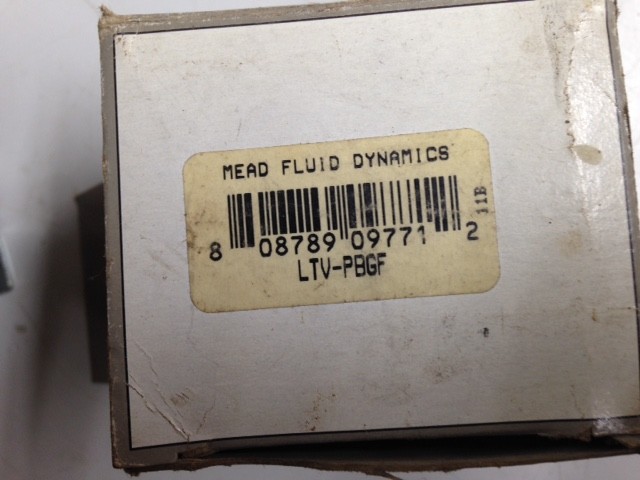 MEAD FLUID DYNAMICS
11B
8 08789 09771 2
LTV-PBGF